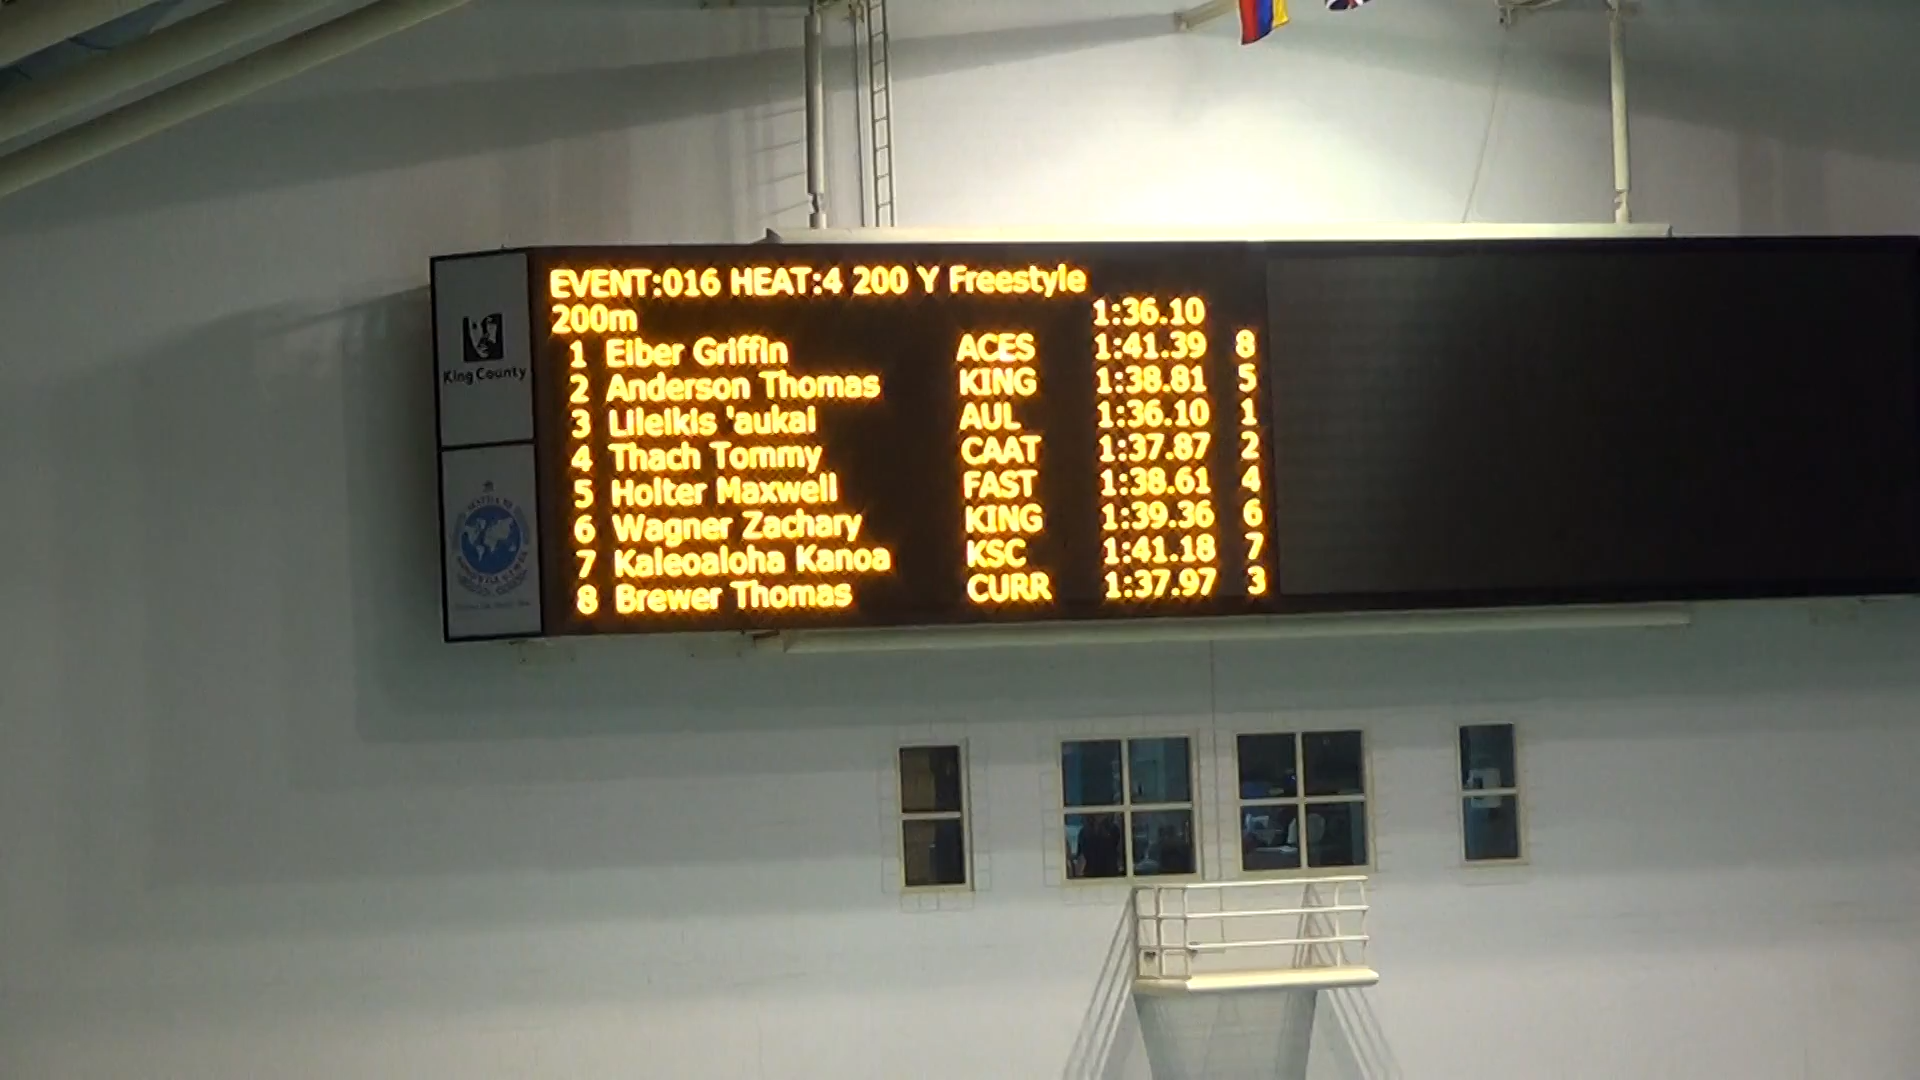 EVENT:016 HEAT:4 200 Y Freestyle
200m 1:36.10
1 Elber Griffin ACES 1:41.39 8
2 Anderson Thomas KING 1:38.81 5
3 Lileikis 'aukai AUL 1:36.10 1
4 Thach Tommy CAAT 1:37.87 2
5 Holter Maxwell FAST 1:38.61 4
6 Wagner Zachary KING 1:39.36 6
7 Kaleoaloha Kanoa KSC 1:41.18 7
8 Brewer Thomas CURR 1:37.97 3
King County